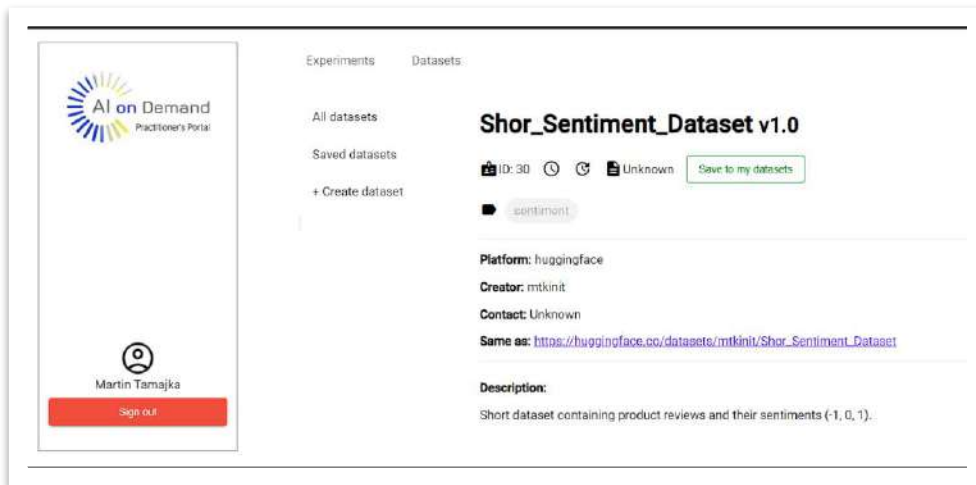 AI on Demand
Practitioner's Portal
Martin Tamajka
Sign out
Experiments Datasets
All datasets
Saved datasets
+ Create dataset
Shor_Sentiment_Dataset v1.0
ID: 30 Unknown Save to my datasets
sentiment
Platform: huggingface
Creator: mtkinit
Contact: Unknown
Same as: https://huggingface.co/datasets/mtkinit/Shor_Sentiment_Dataset
Description:
Short dataset containing product reviews and their sentiments (-1, 0, 1).